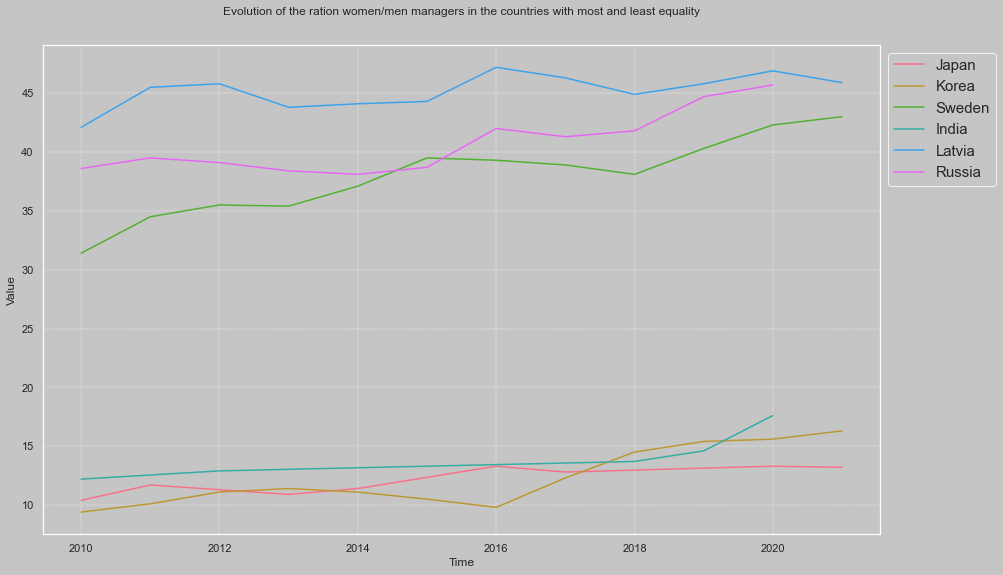 Evolution of the ration women/men managers in the countries with most and least equality
Japan
Korea
Sweden
India
Latvia
Russia
45
40
35
30
25
20
15
10
Value
2010
2012
2014
2016
2018
2020
Time